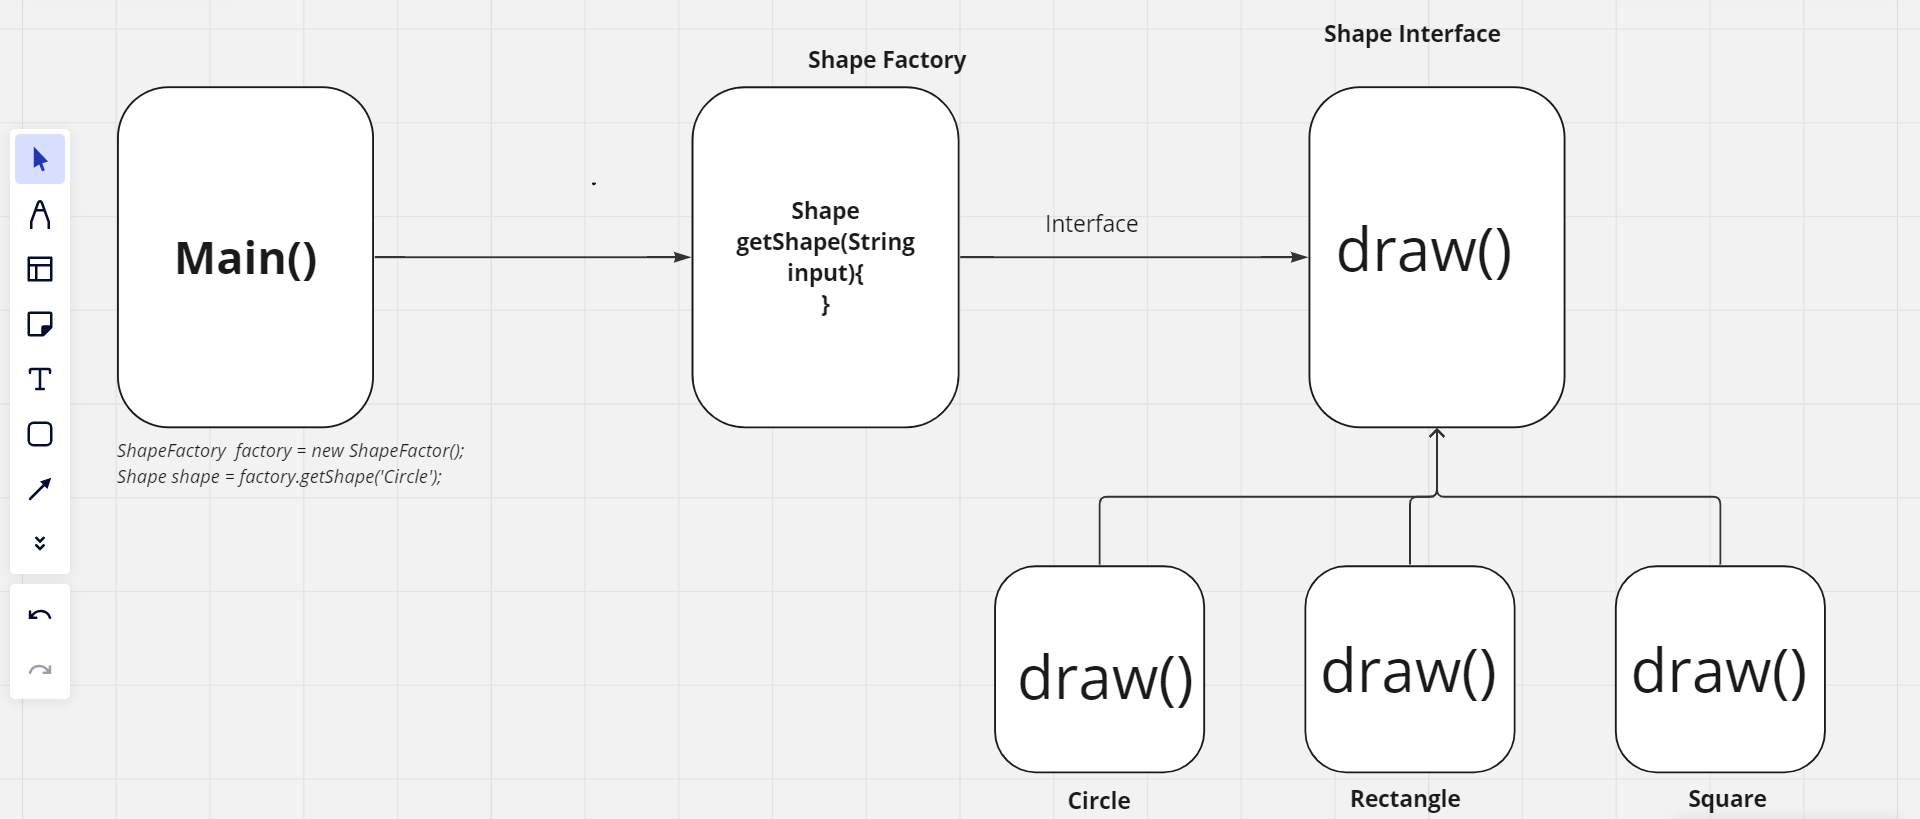 Shape Interface
Shape Factory
Main()
Shape
getShape(String
input){
}
Interface
draw()
ShapeFactory  factory = new ShapeFactor();
Shape shape = factory.getShape('Circle');
draw()
draw()
draw()
Circle
Rectangle
Square